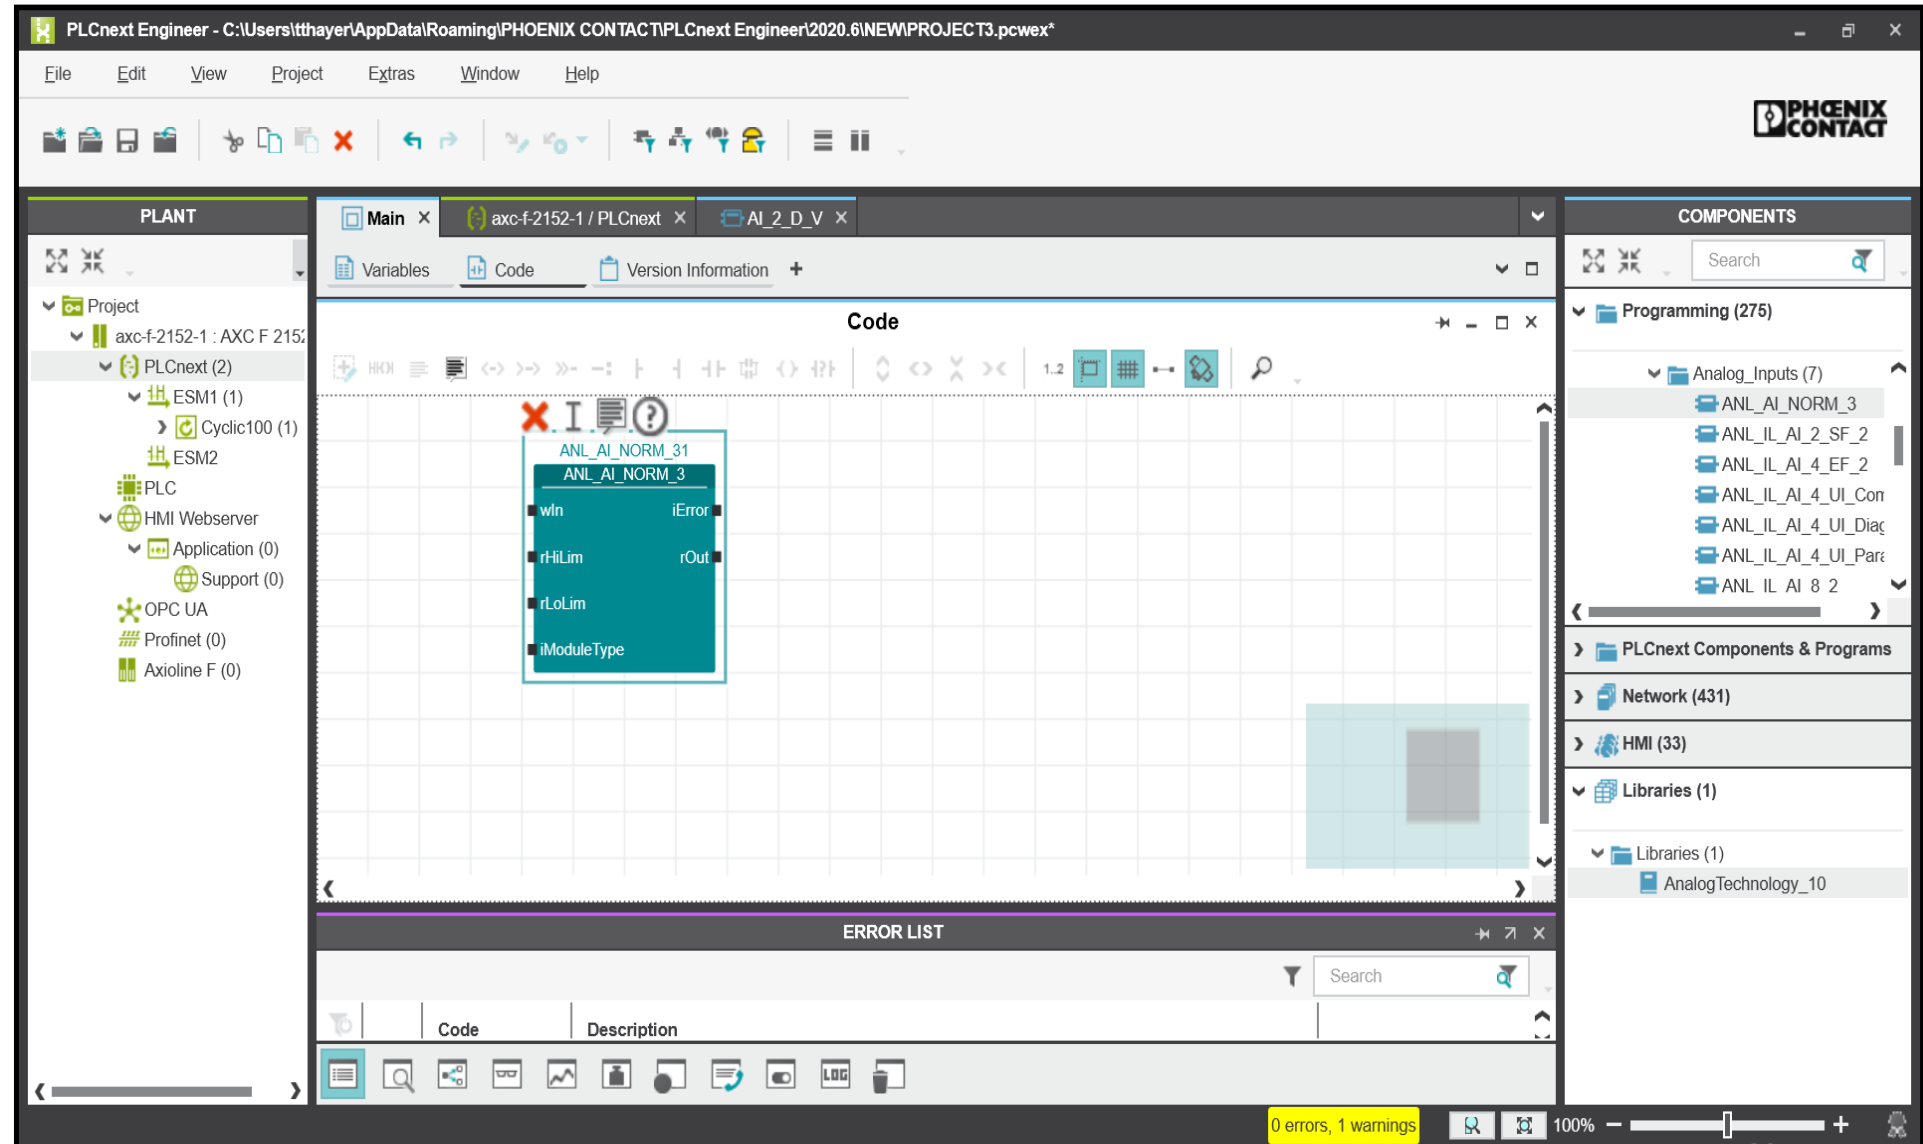 PLCnext Engineer - C:\Users\tthayer\AppData\Roaming\PHOENIX CONTACT\PLCnext Engineer\2020.6\NEW\PROJECT3.pcwex*
File Edit View Project Extras Window Help
PHŒNIX
CONTACT
PLANT
Project
axc-f-2152-1 : AXC F 2152
PLCnext (2)
ESM1 (1)
Cyclic100 (1)
ESM2
PLC
HMI Webserver
Application (0)
Support (0)
OPC UA
Profinet (0)
Axioline F (0)
Main axc-f-2152-1 / PLCnext AI_2_D_V
Variables Code Version Information
Code
1..2
ANL_AI_NORM_31
ANL_AI_NORM_3
wIn iError
rHiLim rOut
rLoLim
iModuleType
ERROR LIST
Search
Code Description
LOG
COMPONENTS
Search
Programming (275)
Analog_Inputs (7)
ANL_AI_NORM_3
ANL_IL_AI_2_SF_2
ANL_IL_AI_4_EF_2
ANL_IL_AI_4_UI_Com
ANL_IL_AI_4_UI_Diag
ANL_IL_AI_4_UI_Para
ANL_IL_AI_8_2
PLCnext Components & Programs
Network (431)
HMI (33)
Libraries (1)
Libraries (1)
AnalogTechnology_10
0 errors, 1 warnings
100%